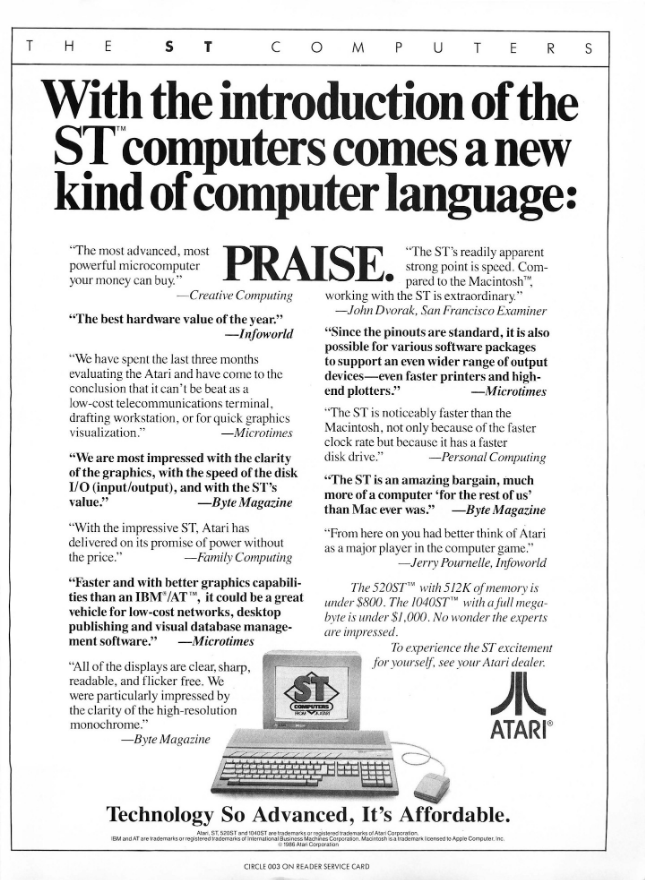 THE ST COMPUTERS
With the introduction of the
ST™ computers comes a new
kind of computer language:
PRAISE.
“The most advanced, most
powerful microcomputer
your money can buy.”
—Creative Computing
“The best hardware value of the year.”
—Infoworld
“We have spent the last three months
evaluating the Atari and have come to the
conclusion that it can't be beat as a
low-cost telecommunications terminal,
drafting workstation, or for quick graphics
visualization.” —Microtimes
“We are most impressed with the clarity
of the graphics, with the speed of the disk
I/O (input/output), and with the ST's
value.” —Byte Magazine
“With the impressive ST, Atari has
delivered on its promise of power without
the price.” —Family Computing
“Faster and with better graphics capabili-
ties than an IBM®/AT™, it could be a great
vehicle for low-cost networks, desktop
publishing and visual database manage-
ment software.” —Microtimes
“All of the displays are clear, sharp,
readable, and flicker free. We
were particularly impressed by
the clarity of the high-resolution
monochrome.”
—Byte Magazine
“The ST's readily apparent
strong point is speed. Com-
pared to the Macintosh™,
working with the ST is extraordinary.”
—John Dvorak, San Francisco Examiner
“Since the pinouts are standard, it is also
possible for various software packages
to support an even wider range of output
devices—even faster printers and high-
end plotters.” —Microtimes
“The ST is noticeably faster than the
Macintosh, not only because of the faster
clock rate but because it has a faster
disk drive.” —Personal Computing
“The ST is an amazing bargain, much
more of a computer ‘for the rest of us’
than Mac ever was.” —Byte Magazine
“From here on you had better think of Atari
as a major player in the computer game.”
—Jerry Pournelle, Infoworld
The 520ST™ with 512K of memory is
under $800. The 1040ST™ with a full mega-
byte is under $1,000. No wonder the experts
are impressed.
To experience the ST excitement
for yourself, see your Atari dealer.
ST
COMPUTERS
FROM ATARI
ATARI®
Technology So Advanced, It's Affordable.
Atari, ST, 520ST and 1040ST are trademarks or registered trademarks of Atari Corporation.
IBM and AT are trademarks or registered trademarks of International Business Machines Corporation. Macintosh is a trademark licensed to Apple Computer, Inc.
© 1986 Atari Corporation
CIRCLE 003 ON READER SERVICE CARD